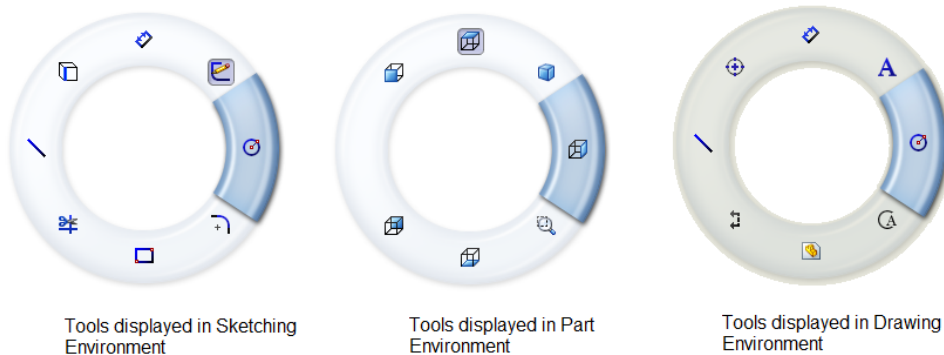 A
A
Tools displayed in Sketching
Environment
Tools displayed in Part
Environment
Tools displayed in Drawing
Environment